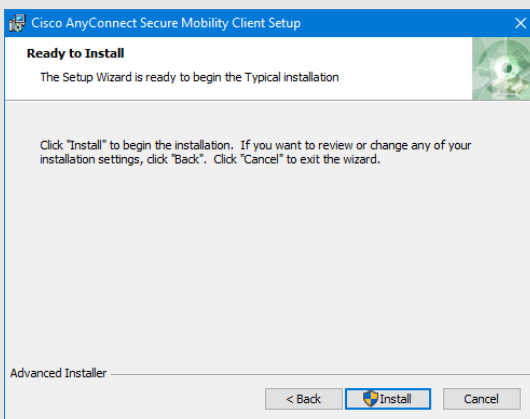 Cisco AnyConnect Secure Mobility Client Setup
Ready to Install
The Setup Wizard is ready to begin the Typical installation
Click "Install" to begin the installation. If you want to review or change any of your
installation settings, click "Back". Click "Cancel" to exit the wizard.
Advanced Installer
< Back Install Cancel